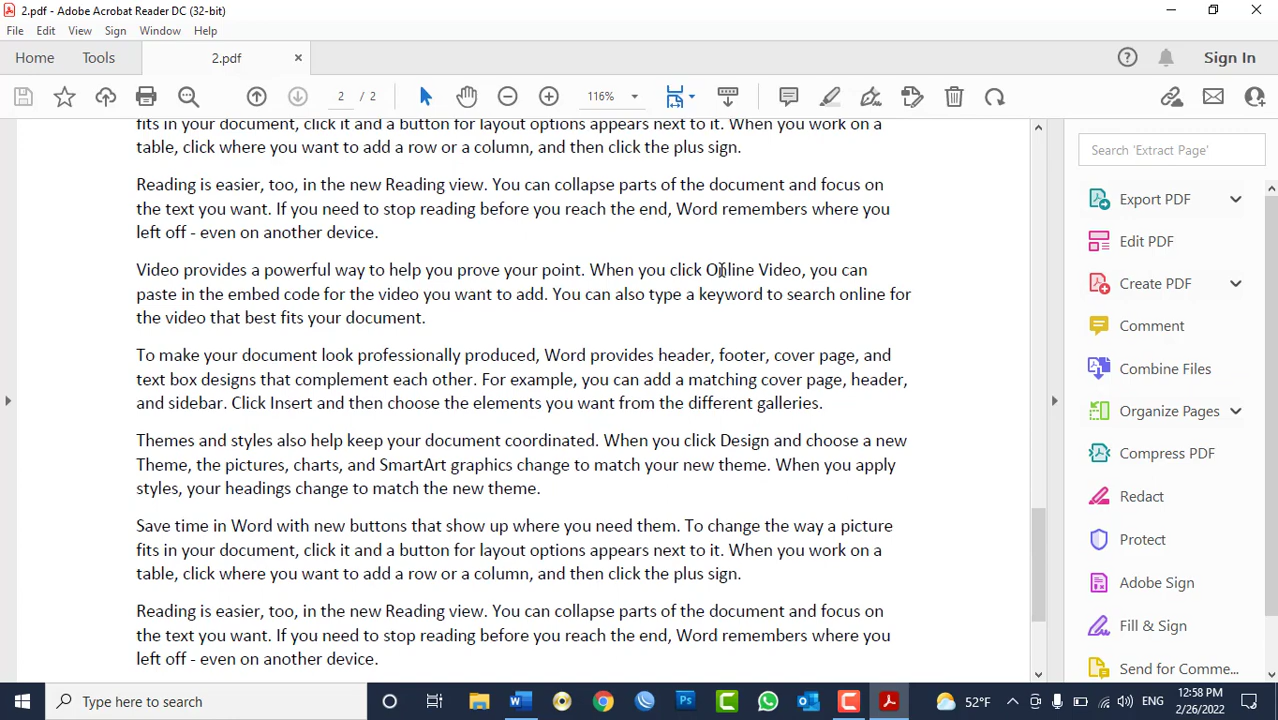 2.pdf - Adobe Acrobat Reader DC (32-bit)
File Edit View Sign Window Help
Home Tools 2.pdf × Sign In
2 / 2 116%
fits in your document, click it and a button for layout options appears next to it. When you work on a
table, click where you want to add a row or a column, and then click the plus sign.
Reading is easier, too, in the new Reading view. You can collapse parts of the document and focus on
the text you want. If you need to stop reading before you reach the end, Word remembers where you
left off - even on another device.
Video provides a powerful way to help you prove your point. When you click Online Video, you can
paste in the embed code for the video you want to add. You can also type a keyword to search online for
the video that best fits your document.
To make your document look professionally produced, Word provides header, footer, cover page, and
text box designs that complement each other. For example, you can add a matching cover page, header,
and sidebar. Click Insert and then choose the elements you want from the different galleries.
Themes and styles also help keep your document coordinated. When you click Design and choose a new
Theme, the pictures, charts, and SmartArt graphics change to match your new theme. When you apply
styles, your headings change to match the new theme.
Save time in Word with new buttons that show up where you need them. To change the way a picture
fits in your document, click it and a button for layout options appears next to it. When you work on a
table, click where you want to add a row or a column, and then click the plus sign.
Reading is easier, too, in the new Reading view. You can collapse parts of the document and focus on
the text you want. If you need to stop reading before you reach the end, Word remembers where you
left off - even on another device.
Search 'Extract Page'
Export PDF
Edit PDF
Create PDF
Comment
Combine Files
Organize Pages
Compress PDF
Redact
Protect
Adobe Sign
Fill & Sign
Send for Comme...
Type here to search
52°F ENG
12:58 PM
2/26/2022